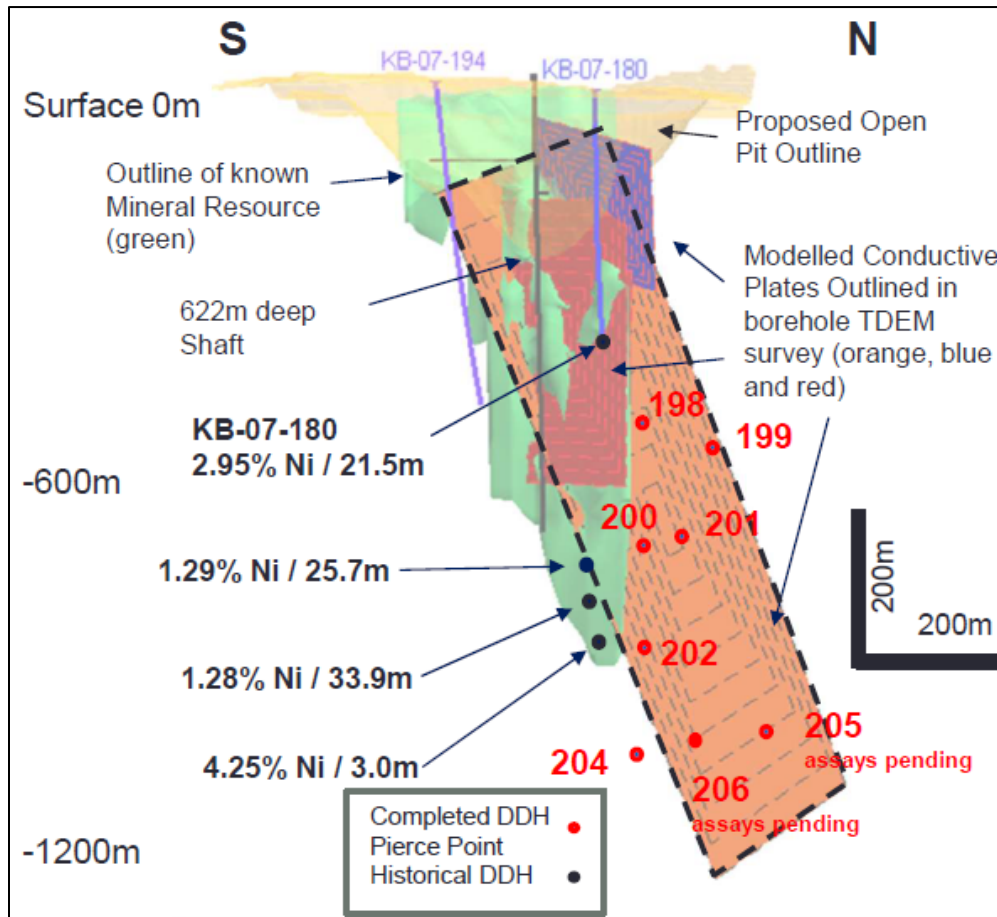 S
N
KB-07-194
KB-07-180
Surface 0m
Proposed Open
Pit Outline
Outline of known
Mineral Resource
(green)
Modelled Conductive
Plates Outlined in
borehole TDEM
survey (orange, blue
and red)
622m deep
Shaft
198
199
KB-07-180
2.95% Ni / 21.5m
-600m
200
201
200m
200m
1.29% Ni / 25.7m
202
1.28% Ni / 33.9m
205
assays pending
204
4.25% Ni / 3.0m
206
assays pending
Completed DDH
Pierce Point
Historical DDH
-1200m